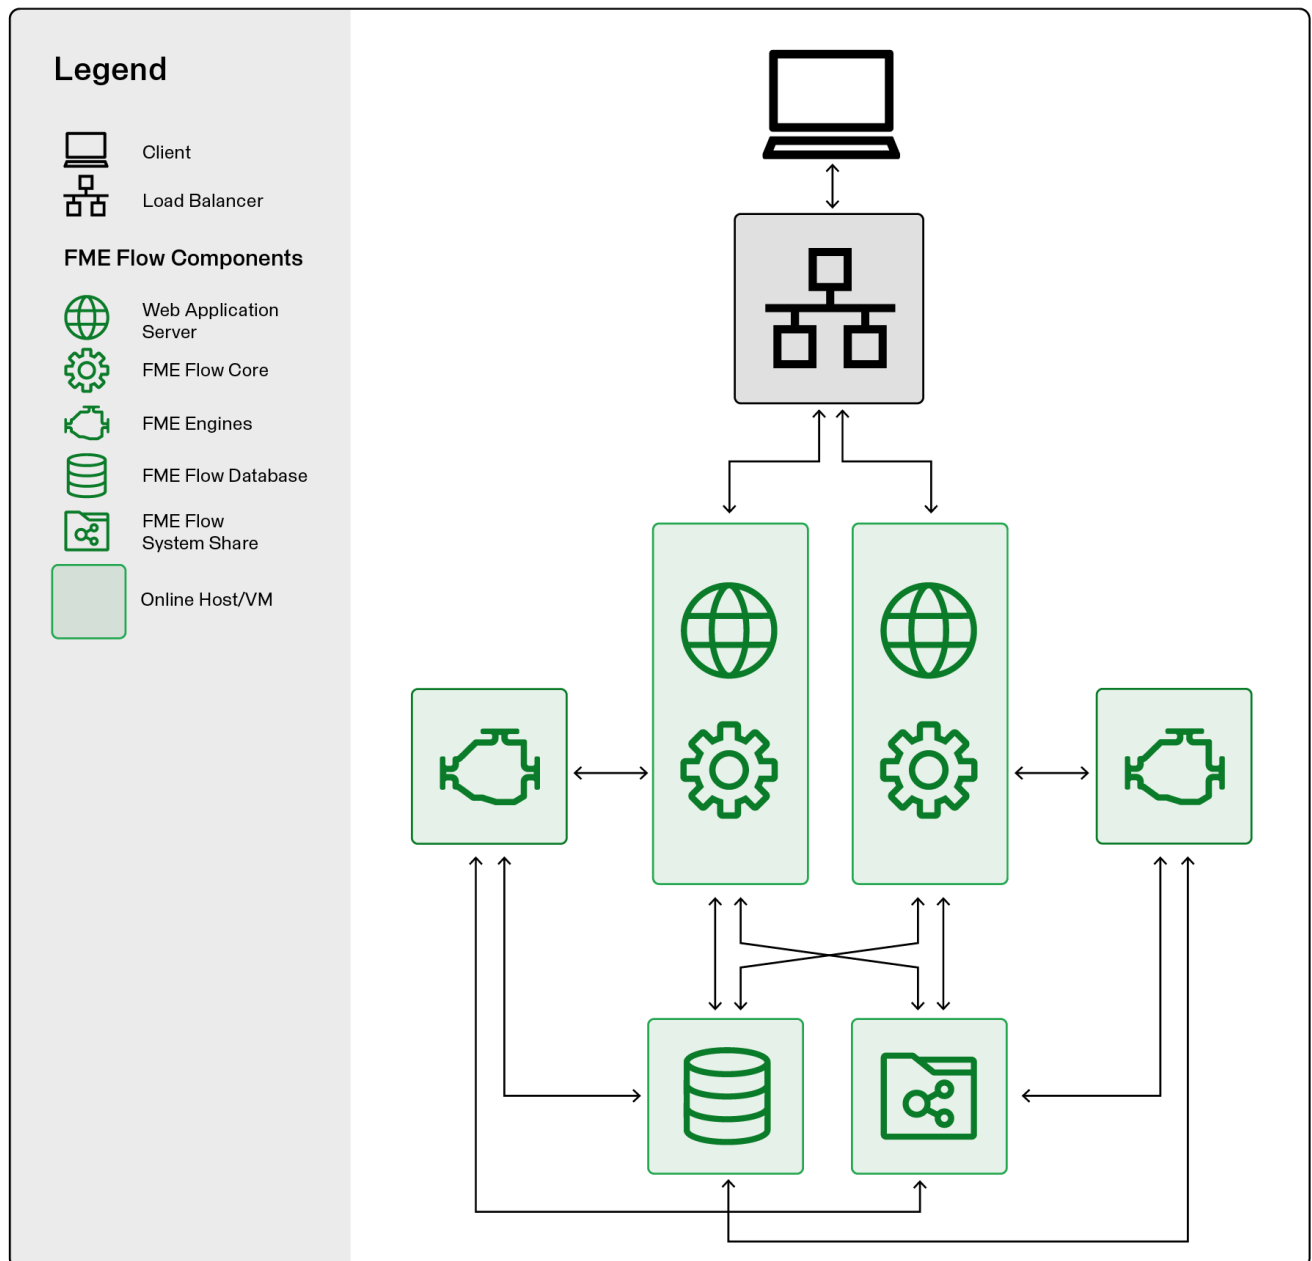 Legend
Client
Load Balancer
FME Flow Components
Web Application
Server
FME Flow Core
FME Engines
FME Flow Database
FME Flow
System Share
Online Host/VM